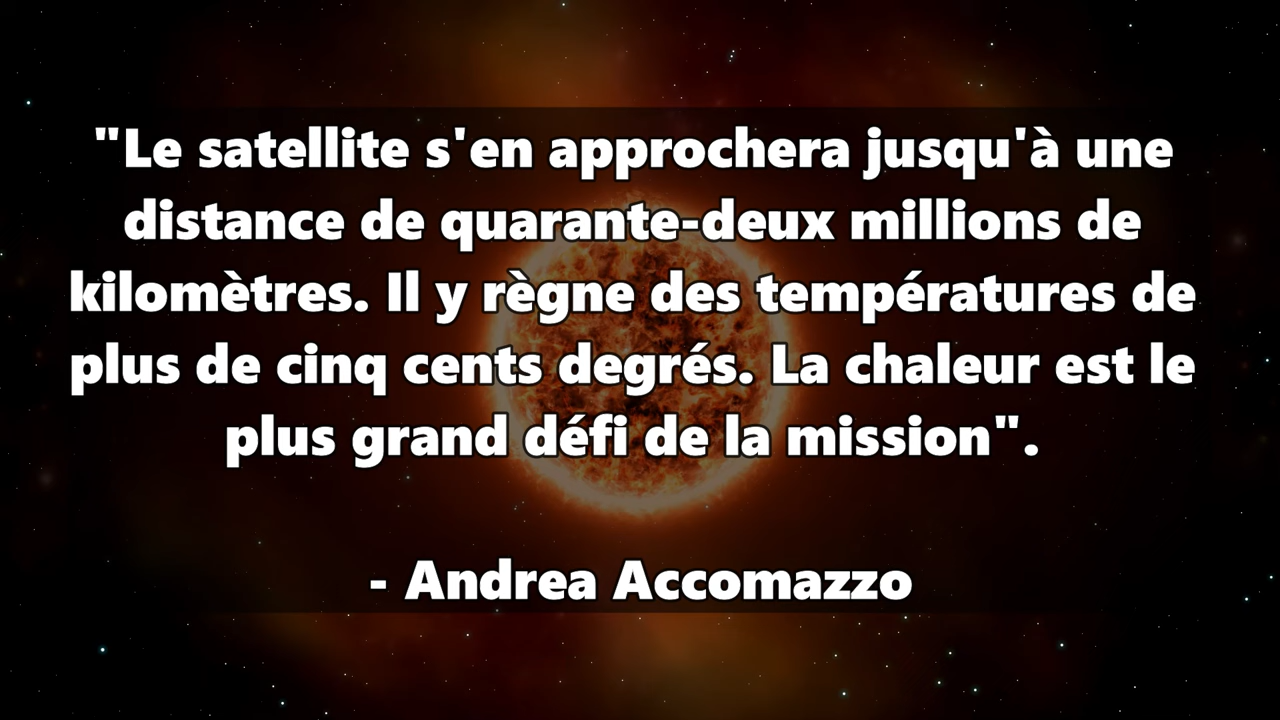 "Le satellite s'en approchera jusqu'à une
distance de quarante-deux millions de
kilomètres. Il y règne des températures de
plus de cinq cents degrés. La chaleur est le
plus grand défi de la mission".
- Andrea Accomazzo